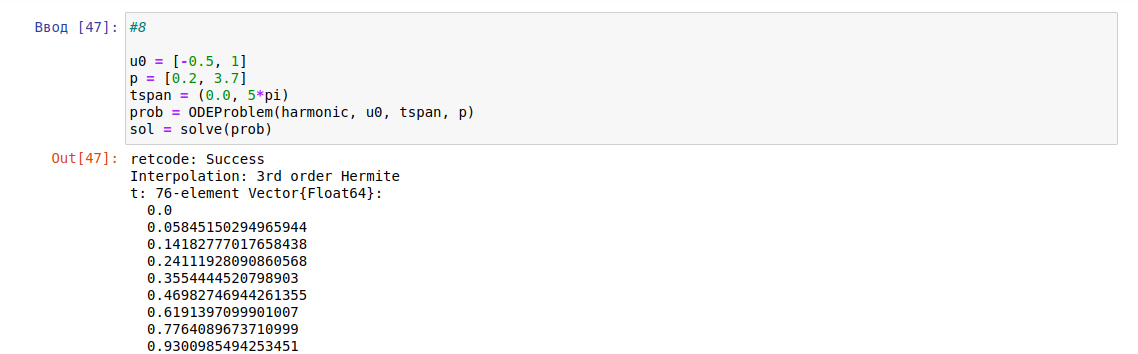 Ввод [47]: #8
u0 = [-0.5, 1]
p = [0.2, 3.7]
tspan = (0.0, 5*pi)
prob = ODEProblem(harmonic, u0, tspan, p)
sol = solve(prob)
Out[47]: retcode: Success
Interpolation: 3rd order Hermite
t: 76-element Vector{Float64}:
0.0
0.05845150294965944
0.14182777017658438
0.24111928090860568
0.3554444520798903
0.46982746944261355
0.6191397099901007
0.7764089673710999
0.9300985494253451